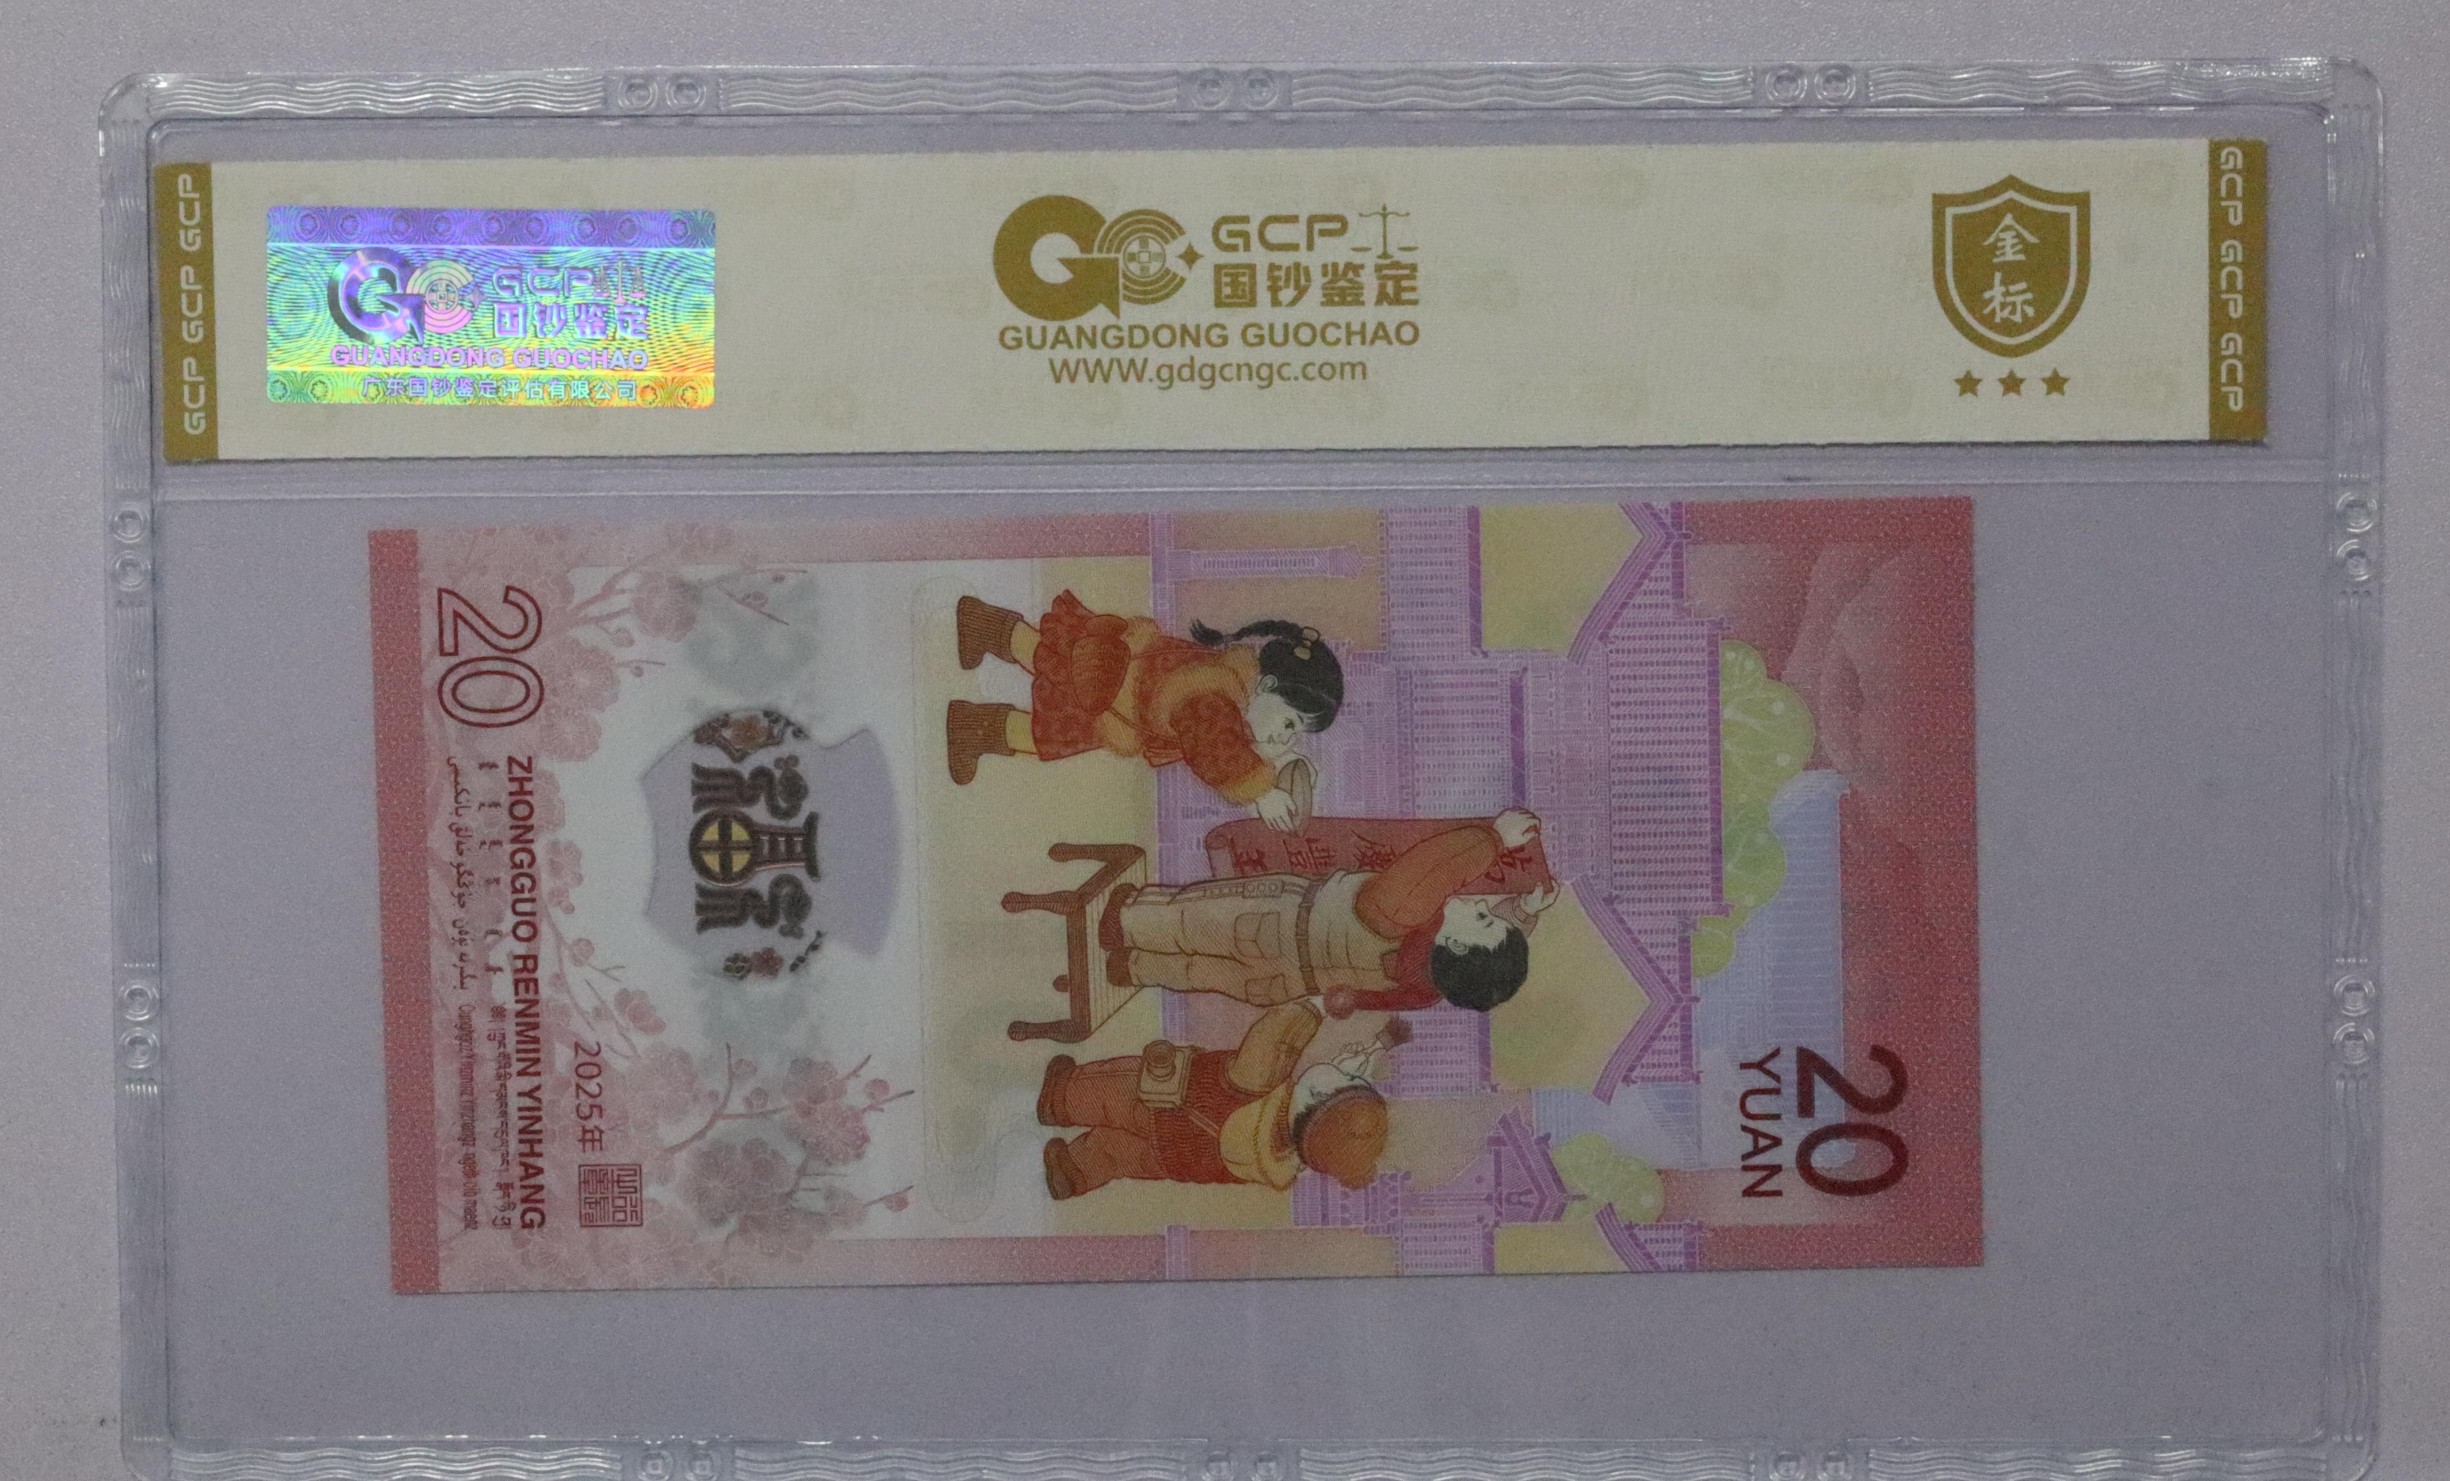 GCP GCP GCP
GCP
国钞鉴定
GUANGDONG GUOCHAO
广东国钞鉴定评估有限公司
GCP
国钞鉴定
GUANGDONG GUOCHAO
WWW.gdgcngc.com
金标
GCP GCP GCP
20
YUAN
20
ZHONGGUO RENMIN YINHANG
2025年